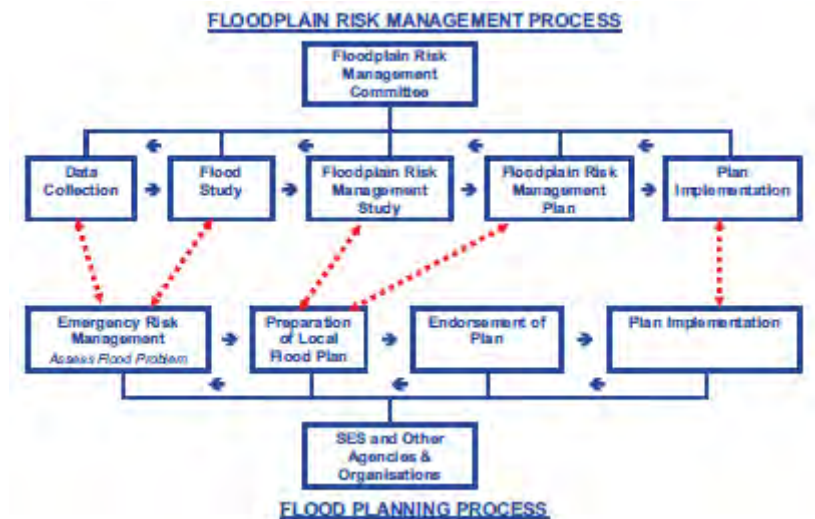 FLOODPLAIN RISK MANAGEMENT PROCESS
Floodplain Risk
Management
Committee
Data
Collection
Flood
Study
Floodplain Risk
Management
Study
Floodplain Risk
Management
Plan
Plan
Implementation
Emergency Risk
Management
Assess Flood Problem
Preparation
of Local
Flood Plan
Endorsement of
Plan
Plan Implementation
SES and Other
Agencies &
Organisations
FLOOD PLANNING PROCESS